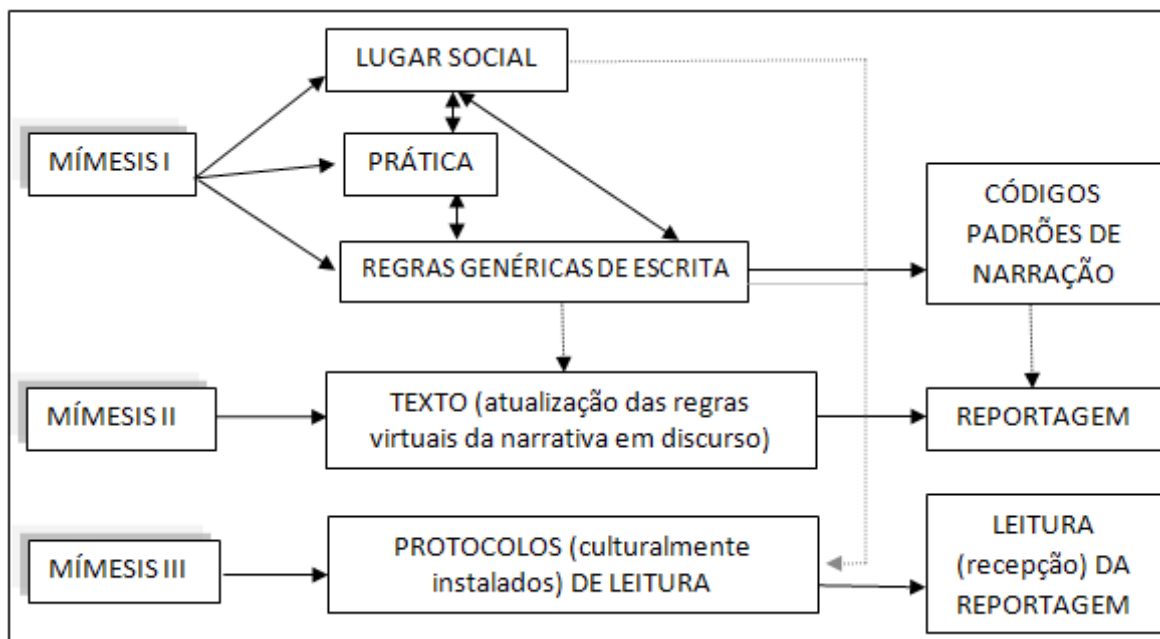 LUGAR SOCIAL
MÍMESIS I
PRÁTICA
REGRAS GENÉRICAS DE ESCRITA
CÓDIGOS
PADRÕES DE
NARRAÇÃO
MÍMESIS II
TEXTO (atualização das regras
virtuais da narrativa em discurso)
REPORTAGEM
MÍMESIS III
PROTOCOLOS (culturalmente
instalados) DE LEITURA
LEITURA
(recepção) DA
REPORTAGEM